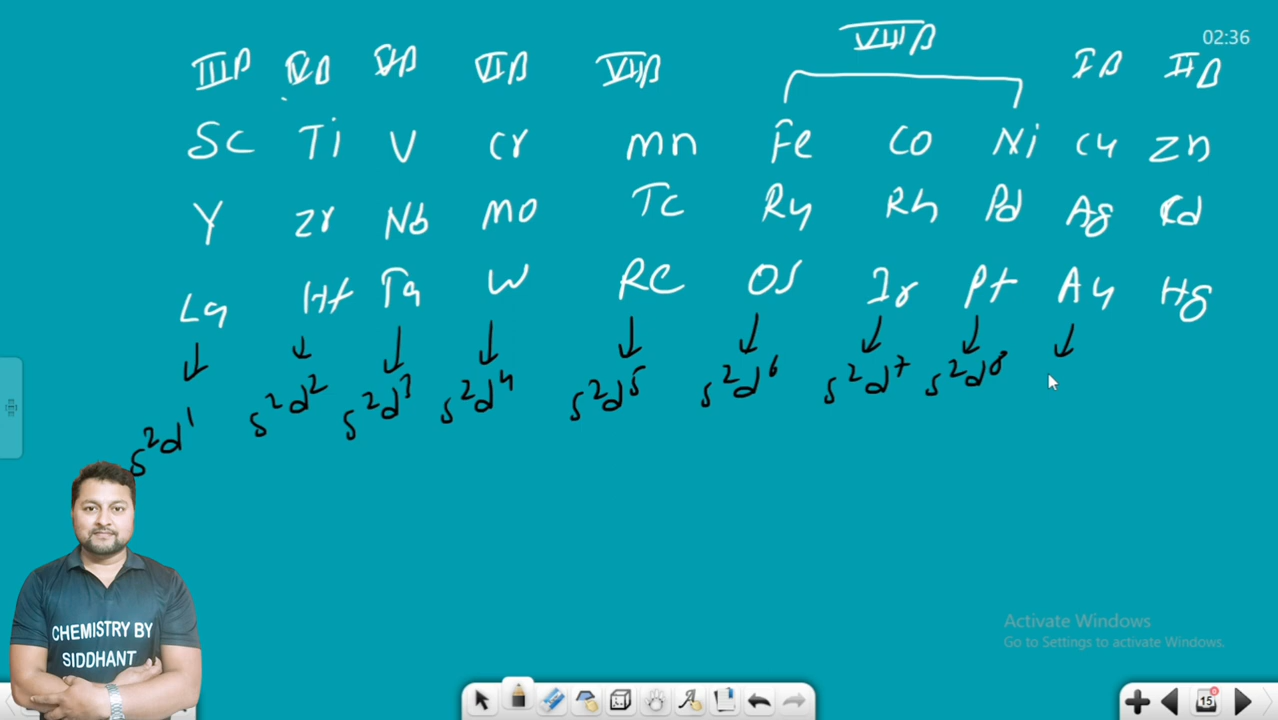 02:36
VIIIB
IIIB IVB VB VIB VIIB IB IIB
Sc Ti V Cr Mn Fe Co Ni Cu Zn
Y Zr Nb Mo Tc Ru Rh Pd Ag Cd
La Hf Ta W Re Os Ir Pt Au Hg
s²d¹ s²d² s²d³ s²d⁴ s²d⁵ s²d⁶ s²d⁷ s²d⁸
CHEMISTRY BY
SIDDHANT
Activate Windows
Go to Settings to activate Windows.
15